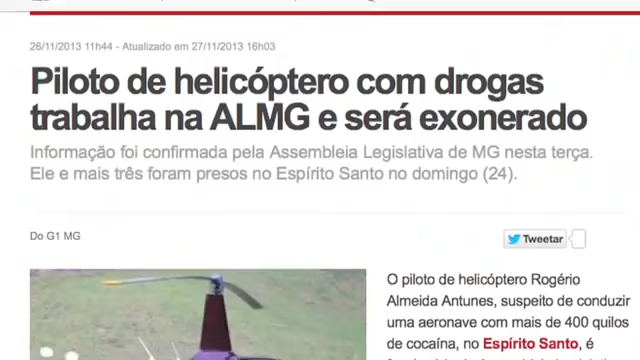 26/11/2013 11h44 - Atualizado em 27/11/2013 16h03
Piloto de helicóptero com drogas
trabalha na ALMG e será exonerado
Informação foi confirmada pela Assembleia Legislativa de MG nesta terça.
Ele e mais três foram presos no Espírito Santo no domingo (24).
Do G1 MG
Tweetar
O piloto de helicóptero Rogério
Almeida Antunes, suspeito de conduzir
uma aeronave com mais de 400 quilos
de cocaína, no Espírito Santo, é